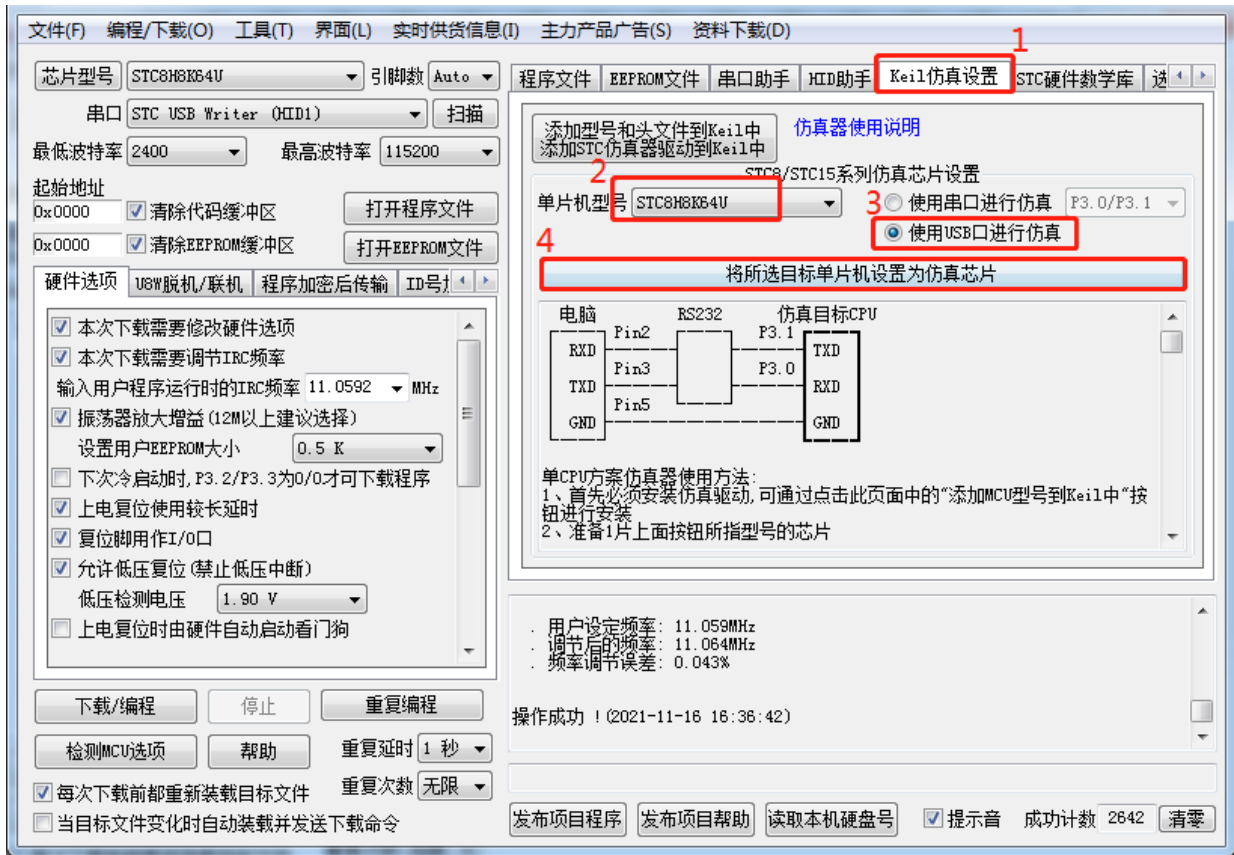 文件(F) 编程/下载(O) 工具(T) 界面(L) 实时供货信息(I) 主力产品广告(S) 资料下载(D)
芯片型号 STC8H8K64U 引脚数 Auto
串口 STC USB Writer (HID1) 扫描
最低波特率 2400 最高波特率 115200
起始地址
0x0000 清除代码缓冲区 打开程序文件
0x0000 清除EEPROM缓冲区 打开EEPROM文件
硬件选项 U8W脱机/联机 程序加密后传输 ID号
本次下载需要修改硬件选项
本次下载需要调节IRC频率
输入用户程序运行时的IRC频率 11.0592 MHz
振荡器放大增益(12M以上建议选择)
设置用户EEPROM大小 0.5 K
下次冷启动时,P3.2/P3.3为0/0才可下载程序
上电复位使用较长延时
复位脚用作I/O口
允许低压复位(禁止低压中断)
低压检测电压 1.90 V
上电复位时由硬件自动启动看门狗
下载/编程 停止 重复编程
检测MCU选项 帮助 重复延时 1 秒
每次下载前都重新装载目标文件 重复次数 无限
当目标文件变化时自动装载并发送下载命令
1
程序文件 EEPROM文件 串口助手 HID助手 Keil仿真设置 STC硬件数学库 选
添加型号和头文件到Keil中
添加STC仿真器驱动到Keil中
仿真器使用说明
STC8/STC15系列仿真芯片设置
2
单片机型号 STC8H8K64U 3 使用串口进行仿真 P3.0/P3.1
使用USB口进行仿真
4
将所选目标单片机设置为仿真芯片
电脑 RS232 仿真目标CPU
Pin2 P3.1
RXD TXD
Pin3 P3.0
TXD RXD
Pin5
GND GND
单CPU方案仿真器使用方法:
1、首先必须安装仿真驱动,可通过点击此页面中的"添加MCU型号到Keil中"按
钮进行安装
2、准备1片上面按钮所指型号的芯片
. 用户设定频率: 11.059MHz
. 调节后的频率: 11.064MHz
. 频率调节误差: 0.043%
操作成功 !(2021-11-16 16:36:42)
发布项目程序 发布项目帮助 读取本机硬盘号 提示音 成功计数 2642 清零